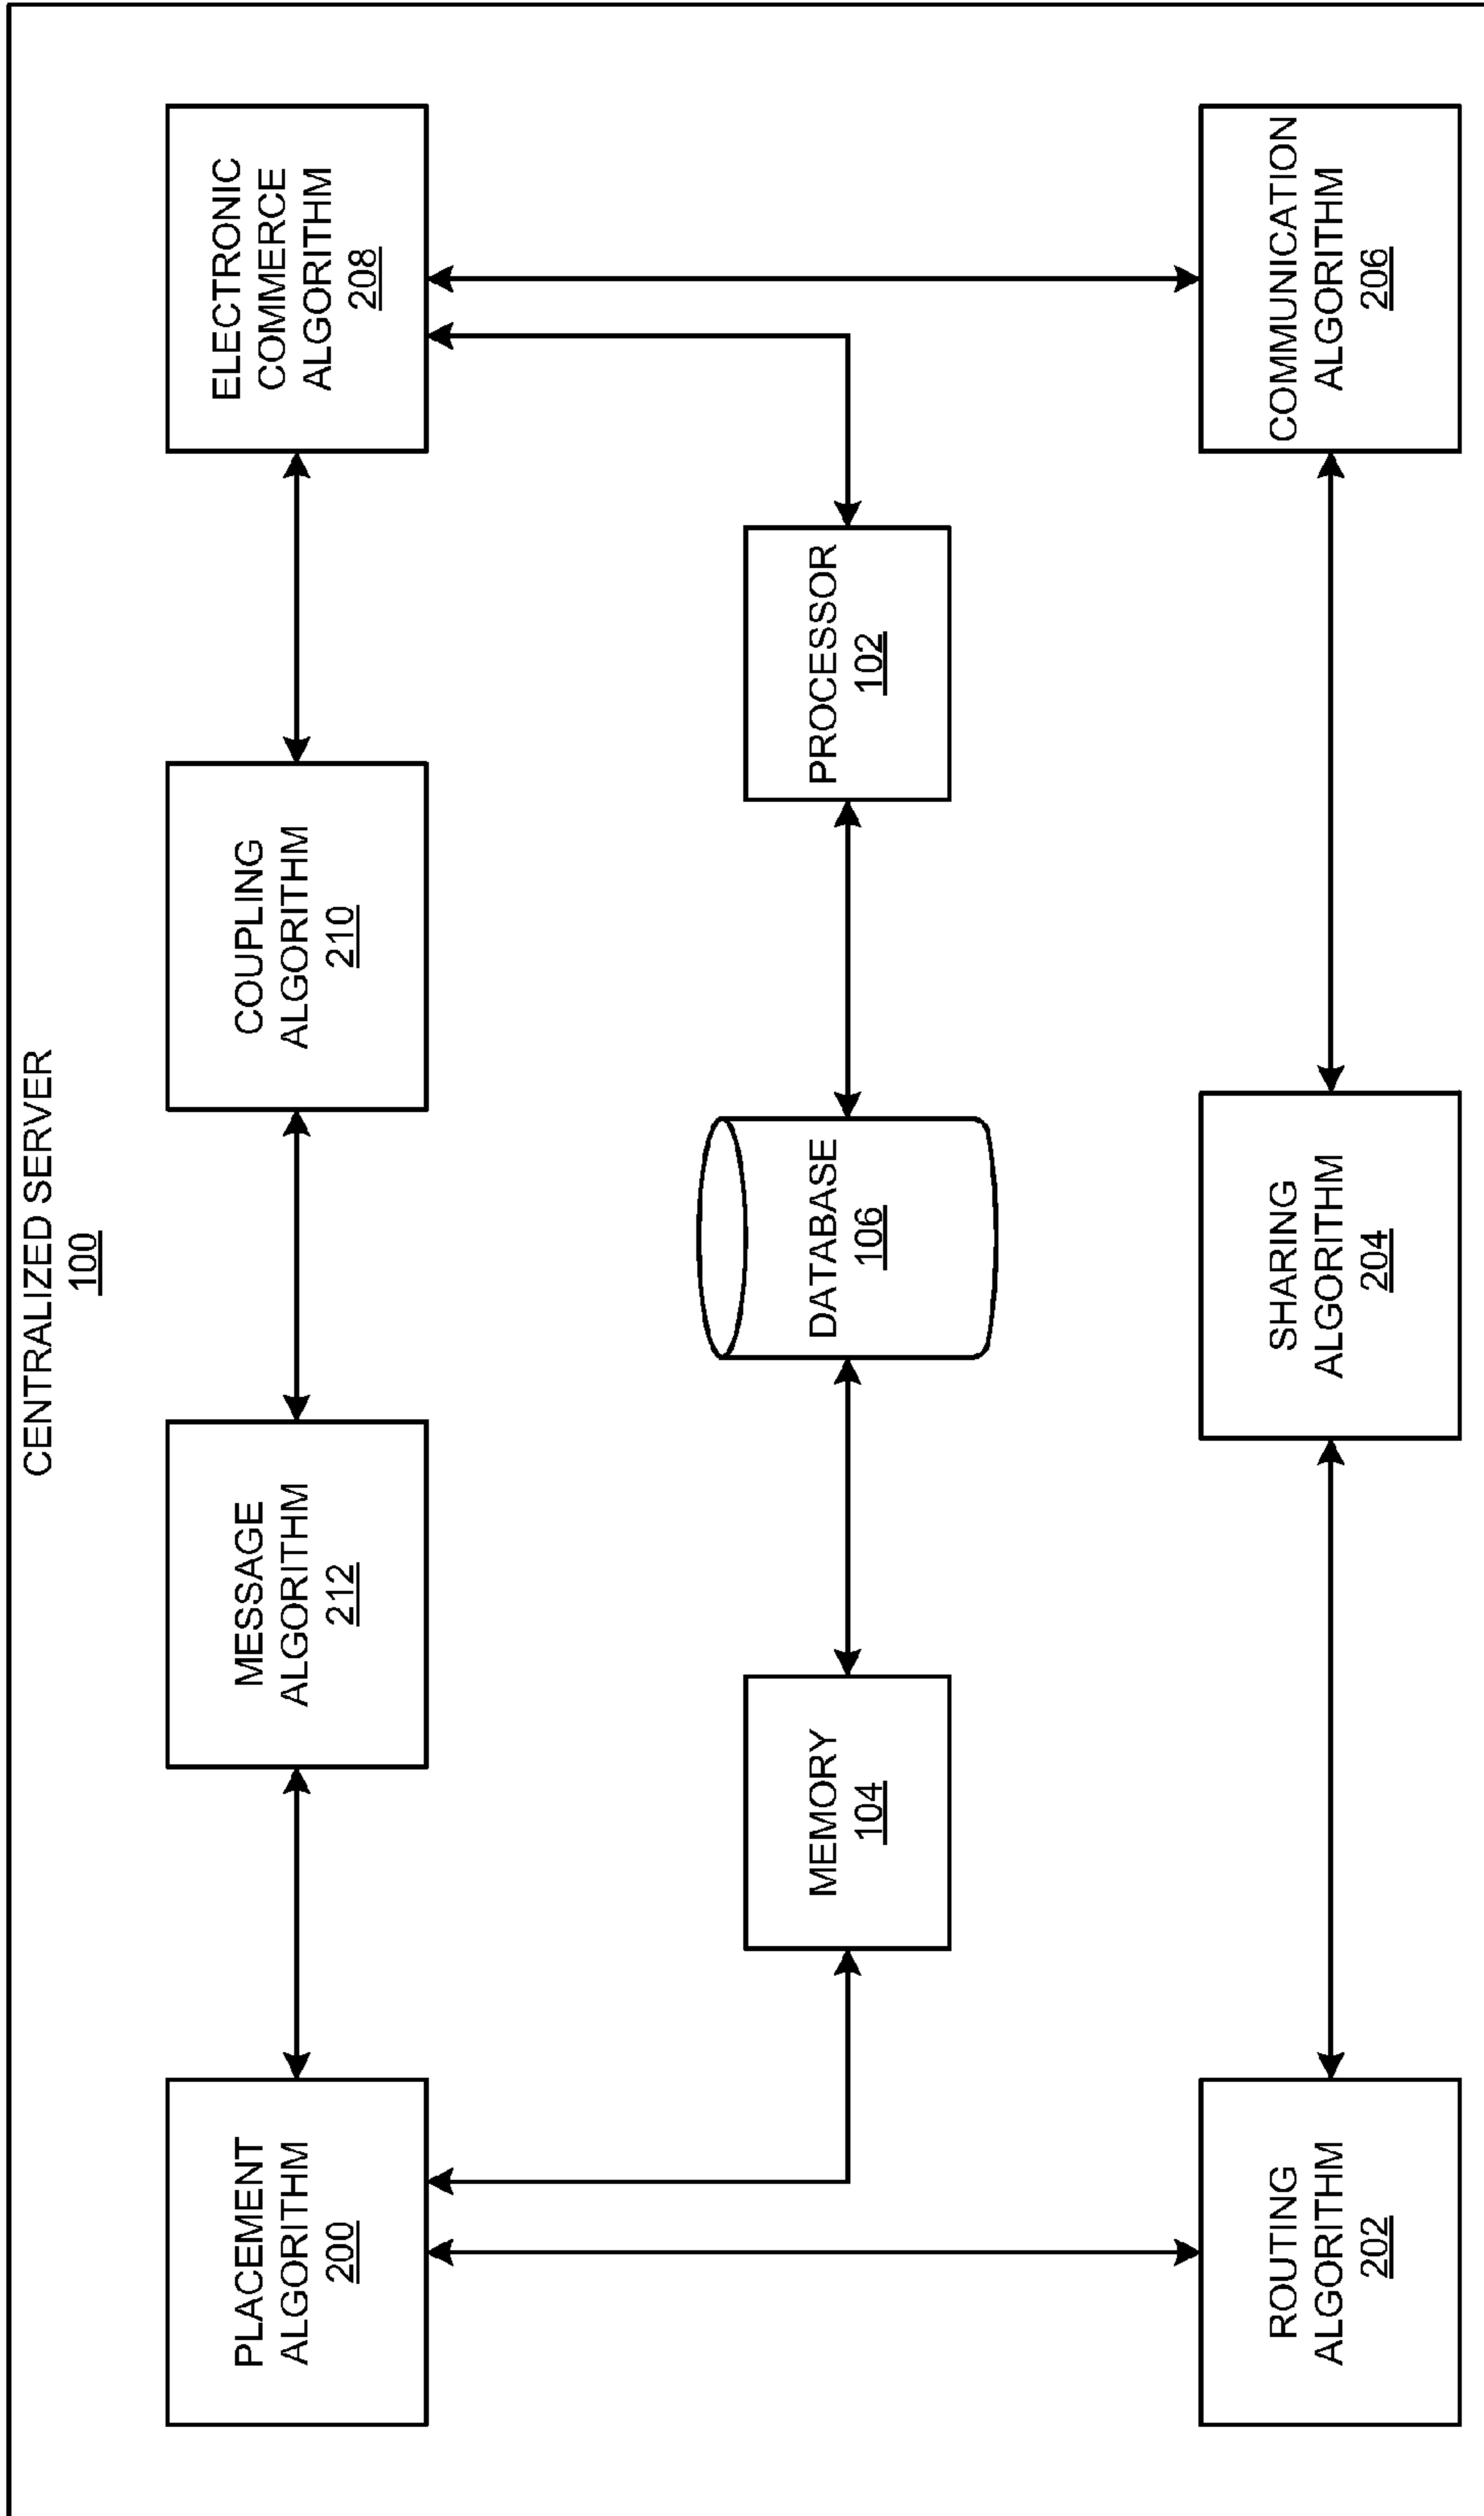 CENTRALIZED SERVER
100
PLACEMENT
ALGORITHM
200
MESSAGE
ALGORITHM
212
COUPLING
ALGORITHM
210
ELECTRONIC
COMMERCE
ALGORITHM
208
MEMORY
104
DATABASE
106
PROCESSOR
102
ROUTING
ALGORITHM
202
SHARING
ALGORITHM
204
COMMUNICATION
ALGORITHM
206